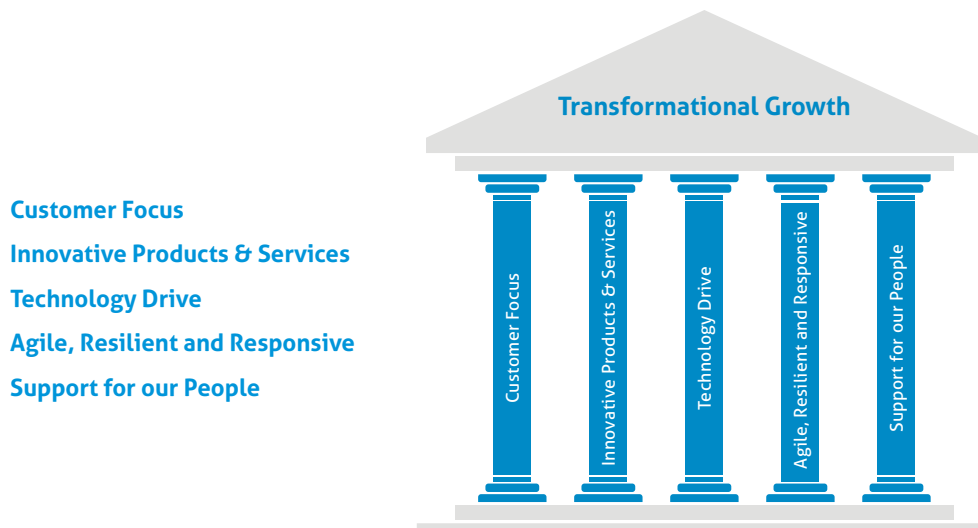 Transformational Growth
Customer Focus
Innovative Products & Services
Technology Drive
Agile, Resilient and Responsive
Support for our People
Customer Focus
Innovative Products & Services
Technology Drive
Agile, Resilient and Responsive
Support for our People